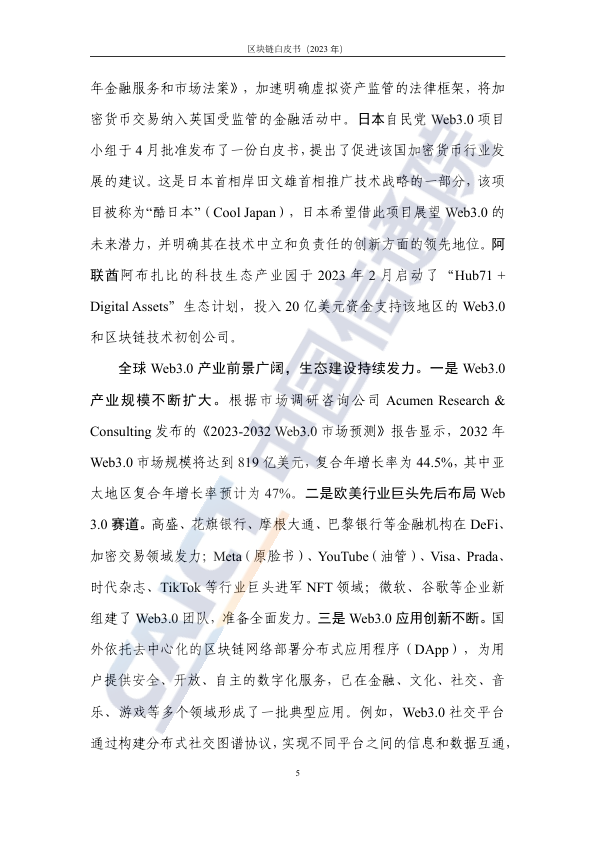 区块链白皮书（2023 年）
年金融服务和市场法案》，加速明确虚拟资产监管的法律框架，将加
密货币交易纳入英国受监管的金融活动中。日本自民党 Web3.0 项目
小组于 4 月批准发布了一份白皮书，提出了促进该国加密货币行业发
展的建议。这是日本首相岸田文雄首相推广技术战略的一部分，该项
目被称为“酷日本”（Cool Japan），日本希望借此项目展望 Web3.0 的
未来潜力，并明确其在技术中立和负责任的创新方面的领先地位。阿
联酋阿布扎比的科技生态产业园于 2023 年 2 月启动了“Hub71 +
Digital Assets”生态计划，投入 20 亿美元资金支持该地区的 Web3.0
和区块链技术初创公司。
全球 Web3.0 产业前景广阔，生态建设持续发力。一是 Web3.0
产业规模不断扩大。根据市场调研咨询公司 Acumen Research &
Consulting 发布的《2023-2032 Web3.0 市场预测》报告显示，2032 年
Web3.0 市场规模将达到 819 亿美元，复合年增长率为 44.5%，其中亚
太地区复合年增长率预计为 47%。二是欧美行业巨头先后布局 Web
3.0 赛道。高盛、花旗银行、摩根大通、巴黎银行等金融机构在 DeFi、
加密交易领域发力；Meta（原脸书）、YouTube（油管）、Visa、Prada、
时代杂志、TikTok 等行业巨头进军 NFT 领域；微软、谷歌等企业新
组建了 Web3.0 团队，准备全面发力。三是 Web3.0 应用创新不断。国
外依托去中心化的区块链网络部署分布式应用程序（DApp），为用
户提供安全、开放、自主的数字化服务，已在金融、文化、社交、音
乐、游戏等多个领域形成了一批典型应用。例如，Web3.0 社交平台
通过构建分布式社交图谱协议，实现不同平台之间的信息和数据互通，
5
CAICT 中国信通院